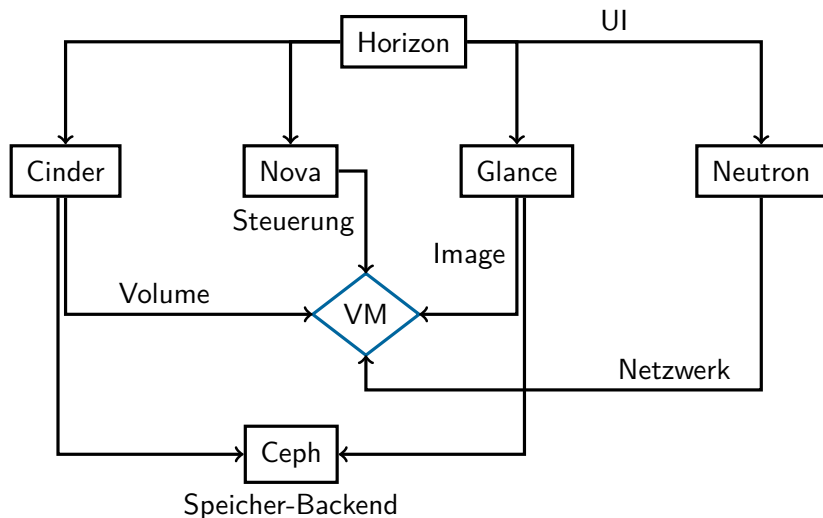 UI
Horizon
Cinder
Nova
Glance
Neutron
Steuerung
Image
Volume
VM
Netzwerk
Ceph
Speicher-Backend